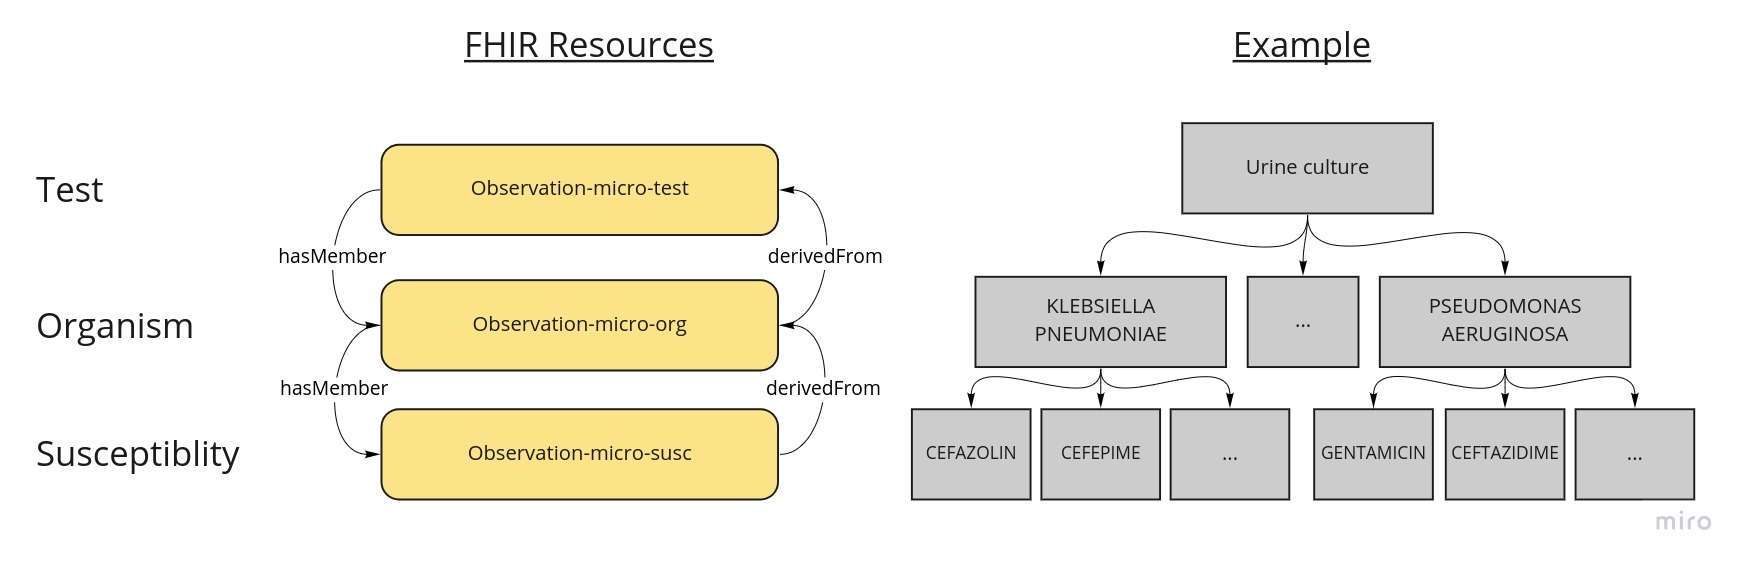 FHIR Resources
Example
Test
Observation-micro-test
Urine culture
hasMember
derivedFrom
Organism
Observation-micro-org
KLEBSIELLA
PNEUMONIAE
...
PSEUDOMONAS
AERUGINOSA
hasMember
derivedFrom
Susceptiblity
Observation-micro-susc
CEFAZOLIN
CEFEPIME
...
GENTAMICIN
CEFTAZIDIME
...
miro